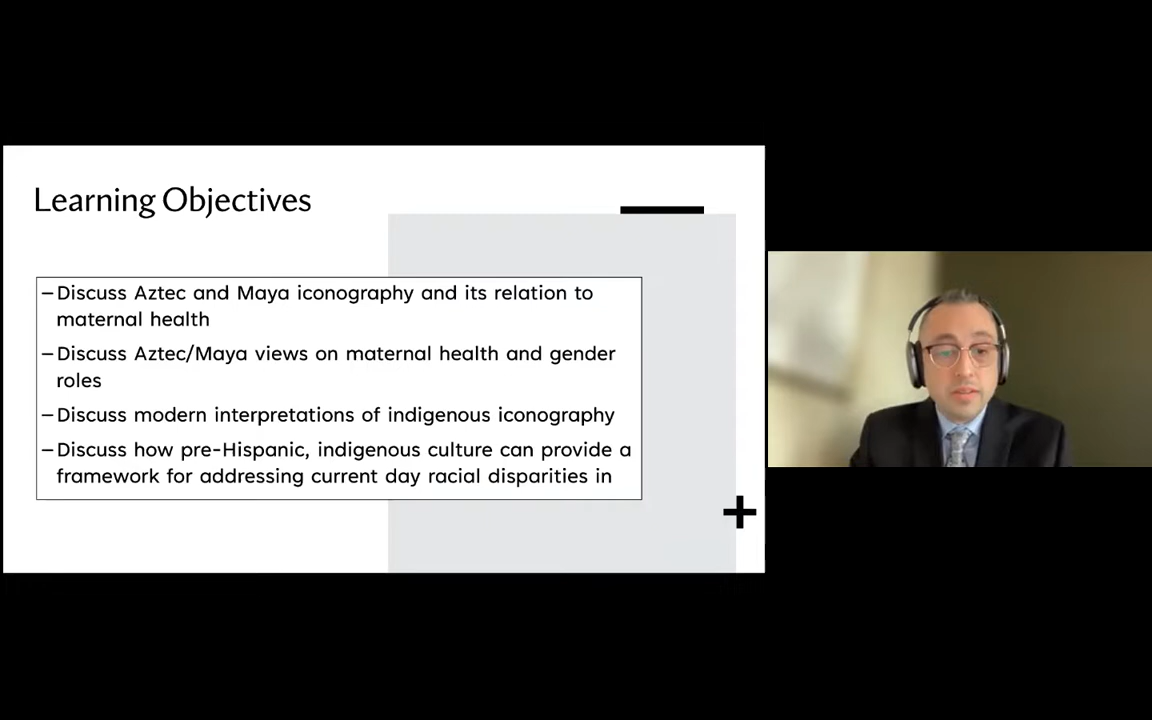 Learning Objectives
–Discuss Aztec and Maya iconography and its relation to
maternal health
–Discuss Aztec/Maya views on maternal health and gender
roles
–Discuss modern interpretations of indigenous iconography
–Discuss how pre-Hispanic, indigenous culture can provide a
framework for addressing current day racial disparities in